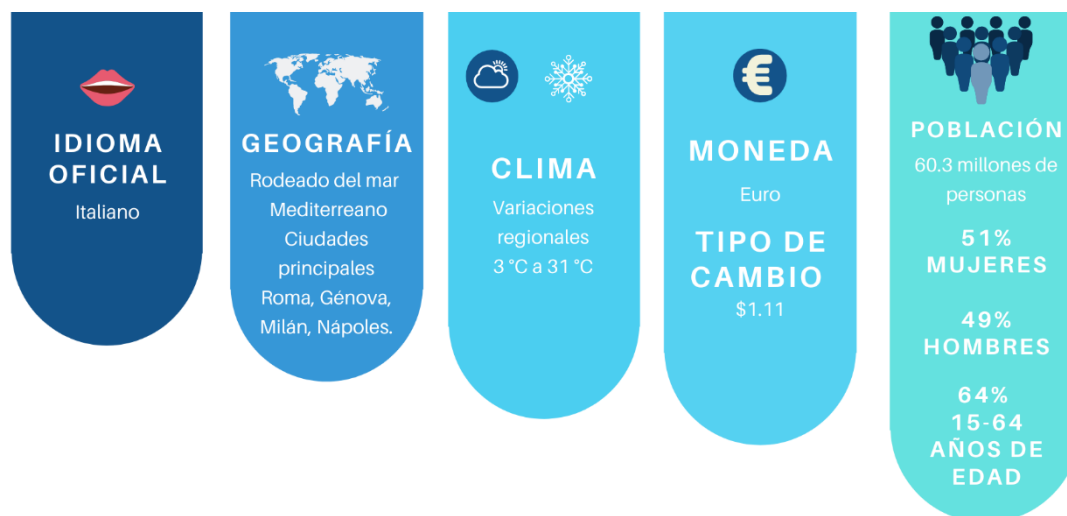 IDIOMA
OFICIAL
Italiano
GEOGRAFÍA
Rodeado del mar
Mediterreano
Ciudades
principales
Roma, Génova,
Milán, Nápoles.
CLIMA
Variaciones
regionales
3 °C a 31 °C
€
MONEDA
Euro
TIPO DE
CAMBIO
$1.11
POBLACIÓN
60.3 millones de
personas
51%
MUJERES
49%
HOMBRES
64%
15-64
AÑOS DE
EDAD